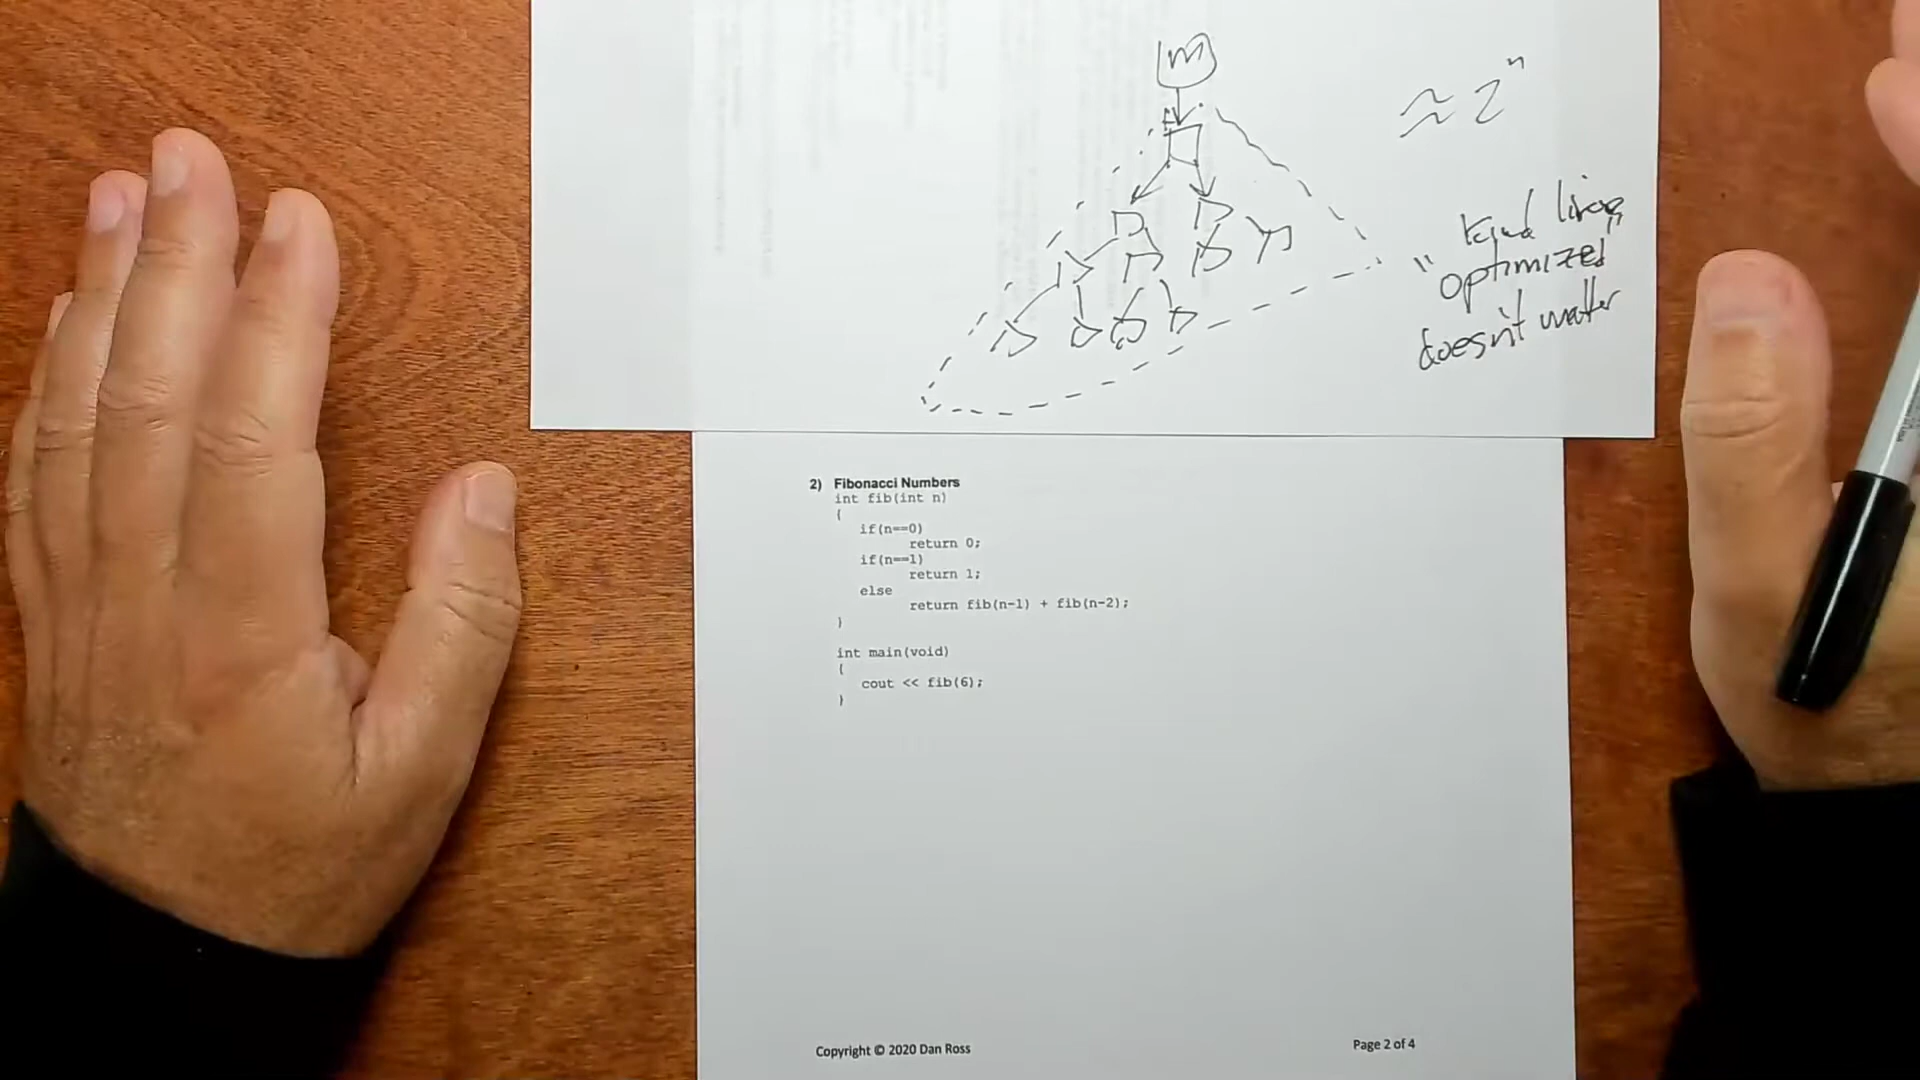 m
≈ 2ⁿ
lines
"optimized"
doesn't matter
2) Fibonacci Numbers
int fib(int n)
{
if(n==0)
return 0;
if(n==1)
return 1;
else
return fib(n-1) + fib(n-2);
}
int main(void)
{
cout << fib(6);
}
Copyright © 2020 Dan Ross
Page 2 of 4